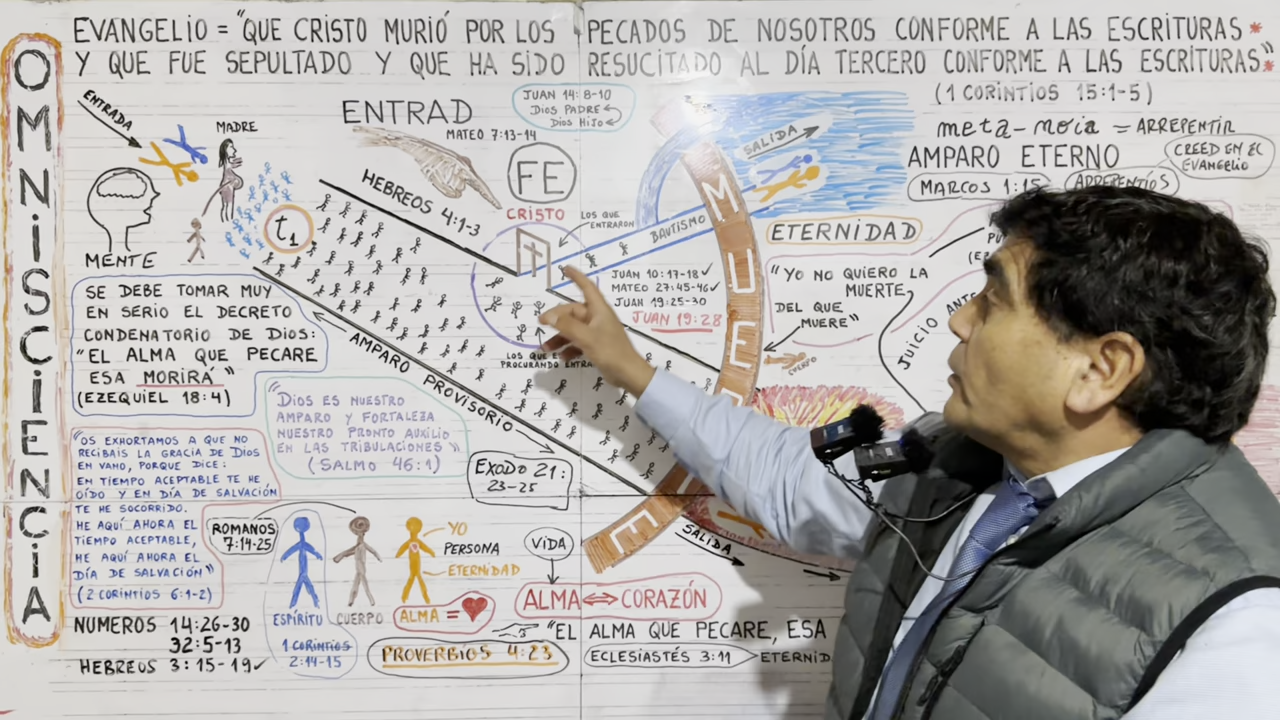 EVANGELIO = "QUE CRISTO MURIÓ POR LOS PECADOS DE NOSOTROS CONFORME A LAS ESCRITURAS*
Y QUE FUE SEPULTADO Y QUE HA SIDO RESUCITADO AL DÍA TERCERO CONFORME A LAS ESCRITURAS"*
(1 CORINTIOS 15:1-5)
OMNISCIENCIA
ENTRADA
MADRE
MENTE
t1
ENTRAD
MATEO 7:13-14
JUAN 14:8-10
DIOS PADRE
DIOS HIJO
FE
CRISTO
HEBREOS 4:1-3
LOS QUE
ENTRARON
BAUTISMO
SALIDA
meta-noia = ARREPENTIR
AMPARO ETERNO
CREED EN EL
EVANGELIO
MARCOS 1:15
ARREPENTÍOS
ETERNIDAD
"YO NO QUIERO LA
MUERTE
DEL QUE
MUERE"
CUERPO
JUICIO ANTE
JUAN 10:17-18✓
MATEO 27:45-46✓
JUAN 19:25-30
JUAN 19:28
LOS QUE
PROCURANDO ENTRA
MUE
E
AMPARO PROVISORIO
SE DEBE TOMAR MUY
EN SERIO EL DECRETO
CONDENATORIO DE DIOS:
"EL ALMA QUE PECARE
ESA MORIRÁ"
(EZEQUIEL 18:4)
"DIOS ES NUESTRO
AMPARO Y FORTALEZA
NUESTRO PRONTO AUXILIO
EN LAS TRIBULACIONES"
(SALMO 46:1)
EXODO 21:
23-25
"OS EXHORTAMOS A QUE NO
RECIBAIS LA GRACIA DE DIOS
EN VANO, PORQUE DICE:
EN TIEMPO ACEPTABLE TE HE
OÍDO Y EN DÍA DE SALVACIÓN
TE HE SOCORRIDO.
HE AQUÍ AHORA EL
TIEMPO ACEPTABLE,
HE AQUÍ AHORA EL
DÍA DE SALVACIÓN"
(2 CORINTIOS 6:1-2)
ROMANOS
7:14-25
YO
PERSONA
ETERNIDAD
ESPÍRITU
CUERPO
ALMA =
1 CORINTIOS
2:14-15
VIDA
ALMA ⇔ CORAZÓN
SALIDA
"EL ALMA QUE PECARE, ESA
PROVERBIOS 4:23
ECLESIASTÉS 3:11
ETERNID
NUMEROS 14:26-30
32:5-13
HEBREOS 3:15-19✓